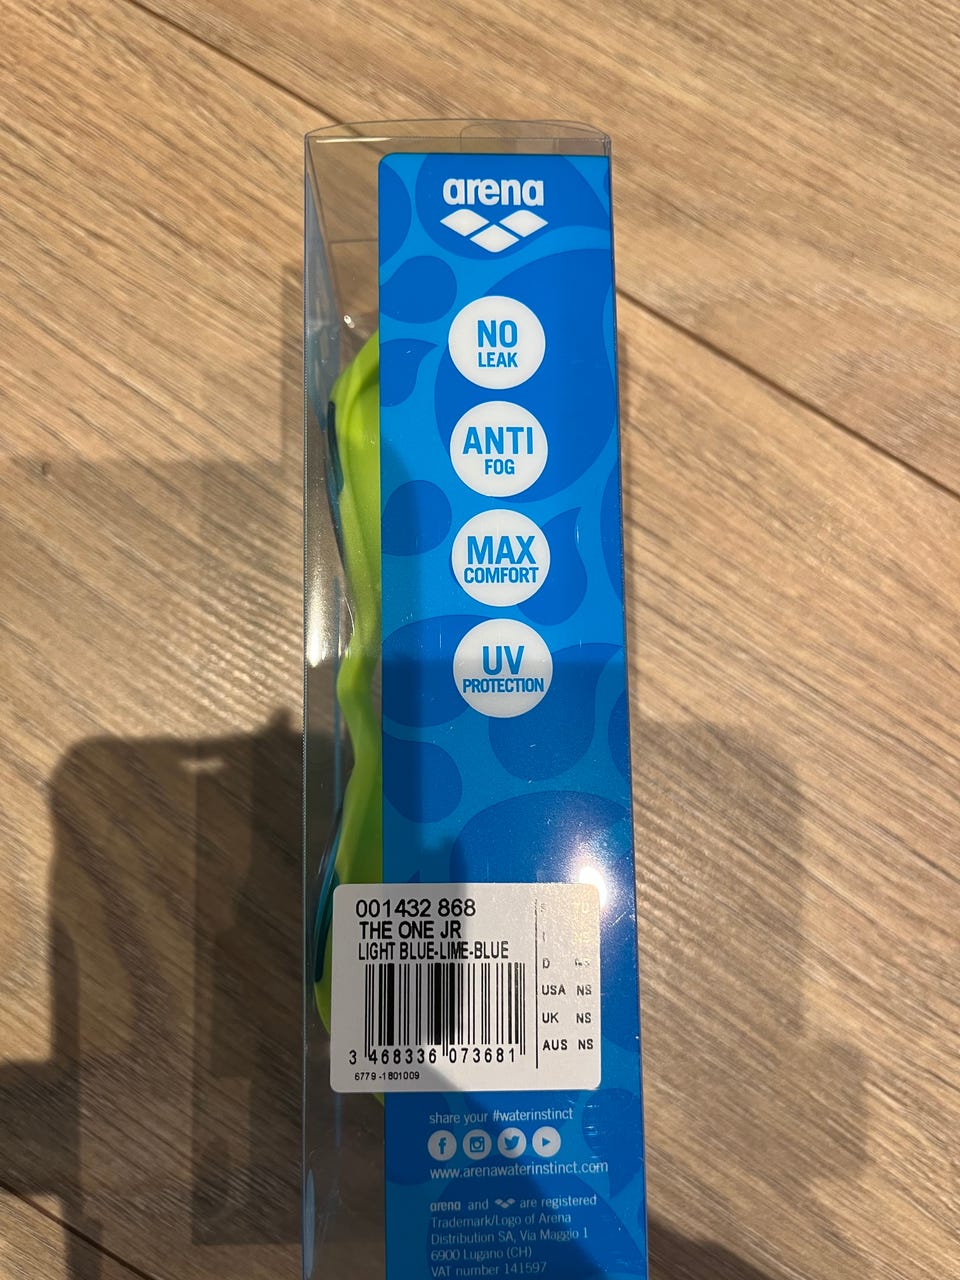 arena
NO
LEAK
ANTI
FOG
MAX
COMFORT
UV
PROTECTION
001432 868
THE ONE JR
LIGHT BLUE-LIME-BLUE
D
USA NS
UK NS
AUS NS
3 468336 073681
6779 -1801009
share your #waterinstinct
www.arenawaterinstinct.com
arena and are registered
Trademark/Logo of Arena
Distribution SA, Via Maggio 1
6900 Lugano (CH)
VAT number 141597